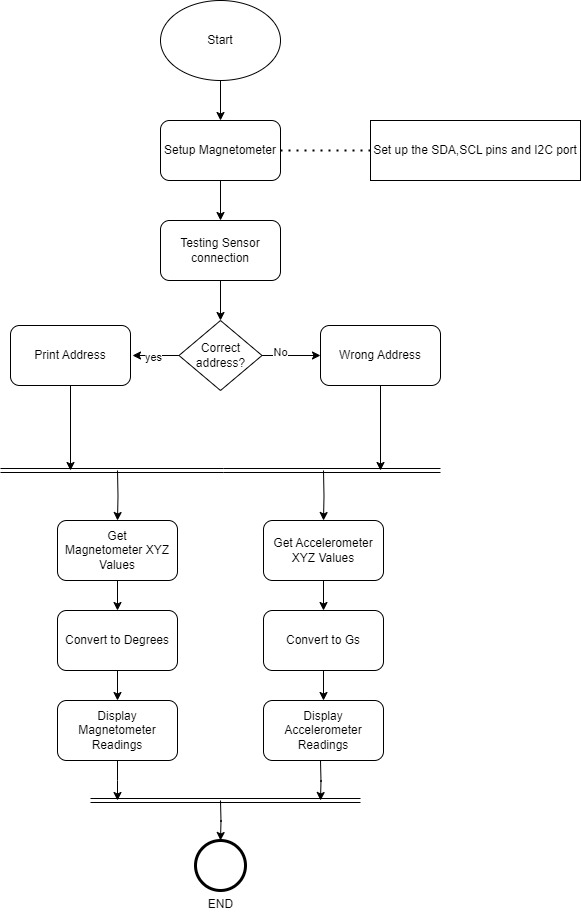 Start
Setup Magnetometer
Set up the SDA,SCL pins and I2C port
Testing Sensor
connection
Correct
address?
yes
No
Print Address
Wrong Address
Get
Magnetometer XYZ
Values
Get Accelerometer
XYZ Values
Convert to Degrees
Convert to Gs
Display
Magnetometer
Readings
Display
Accelerometer
Readings
END